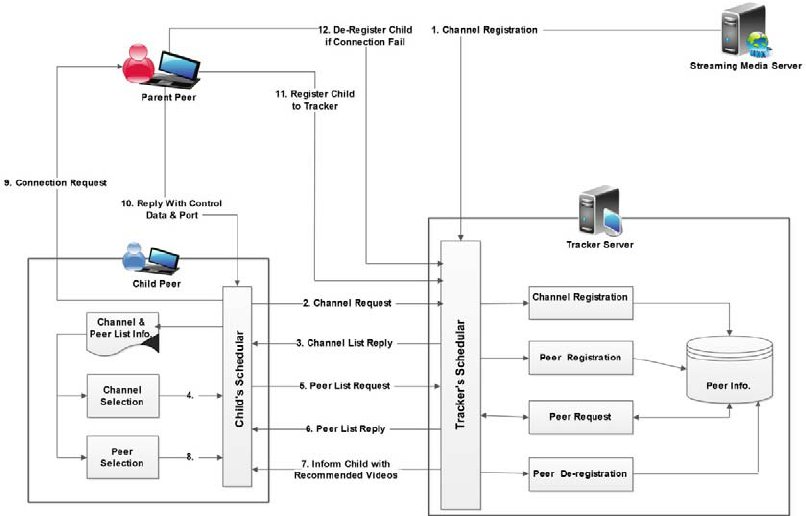 12. De-Register Child
if Connection Fail
1. Channel Registration
Streaming Media Server
Parent Peer
11. Register Child
to Tracker
9. Connection Request
10. Reply With Control
Data & Port
Tracker Server
Child Peer
2. Channel Request
Channel Registration
Channel &
Peer List Info.
3. Channel List Reply
Child's Schedular
Tracker's Schedular
Peer Registration
Peer Info.
Channel
Selection
4.
5. Peer List Request
Peer Request
6. Peer List Reply
Peer
Selection
8.
7. Inform Child with
Recommended Videos
Peer De-registration